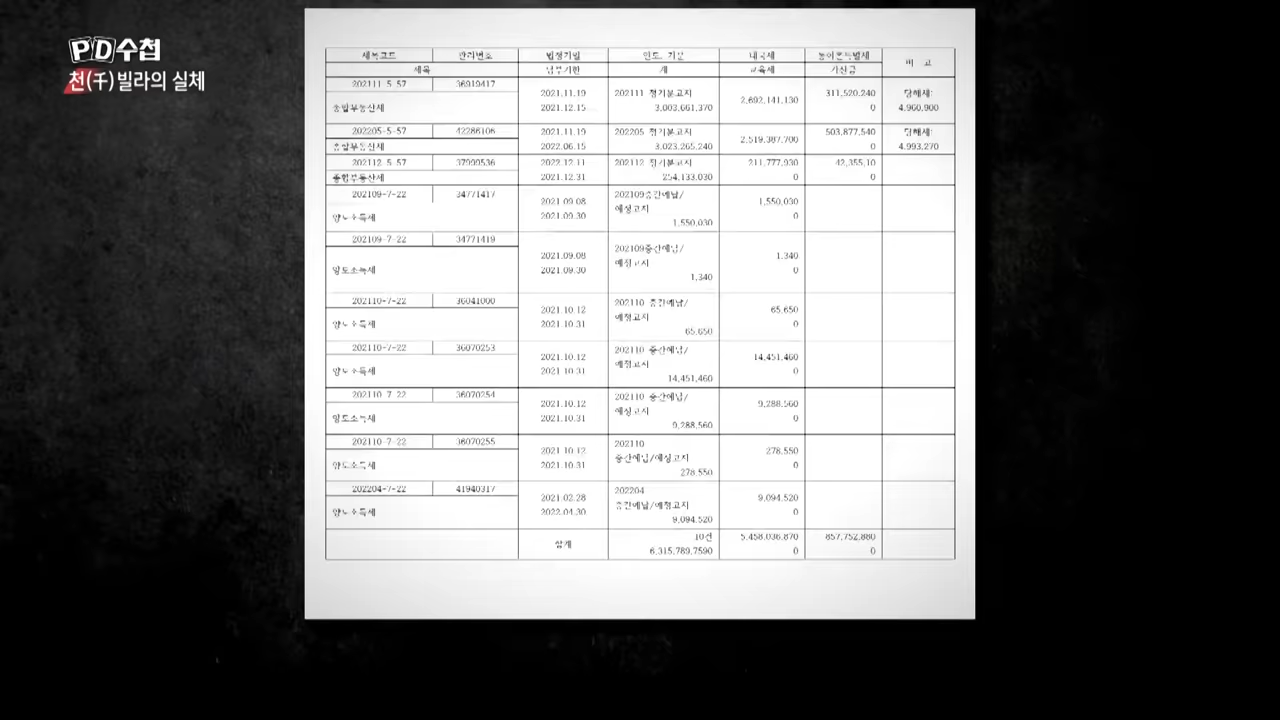 PD수첩
천(千)빌라의 실체
세목코드 관리번호 법정기일 연도, 기분 내국세 농어촌특별세 비 고
세목 납부기한 계 교육세 가산금
202111-5-57 36919417
종합부동산세
2021.11.19
2021.12.15
202111 정기분고지
3,003,661,370
2,692,141,130
311,520,240
0
당해세:
4,960,900
202205-5-57 42286106
종합부동산세
2021.11.19
2022.06.15
202205 정기분고지
3,023,265,240
2,519,387,700
0
503,877,540
0
당해세:
4,993,270
202112-5-57 37999536
종합부동산세
2022.12.11
2021.12.31
202112 정기분고지
254,133,030
211,777,930
0
42,355,10
0
202109-7-22 34771417
양도소득세
2021.09.08
2021.09.30
202109중간예납/
예정고지
1,550,030
1,550,030
0
202109-7-22 34771419
양도소득세
2021.09.08
2021.09.30
202109중간예납/
예정고지
1,340
1,340
0
202110-7-22 36041000
양도소득세
2021.10.12
2021.10.31
202110 중간예납/
예정고지
65,650
65,650
0
202110-7-22 36070253
양도소득세
2021.10.12
2021.10.31
202110 중간예납/
예정고지
14,451,460
14,451,460
0
202110-7-22 36070254
양도소득세
2021.10.12
2021.10.31
202110 중간예납/
예정고지
9,288,560
9,288,560
0
202110-7-22 36070255
양도소득세
2021.10.12
2021.10.31
202110
중간예납/예정고지
278,550
278,550
0
202204-7-22 41940317
양도소득세
2021.02.28
2022.04.30
202204
중간예납/예정고지
9,094,520
9,094,520
0
합계
10건
6,315,789,7590
5,458,036,870
0
857,752,880
0